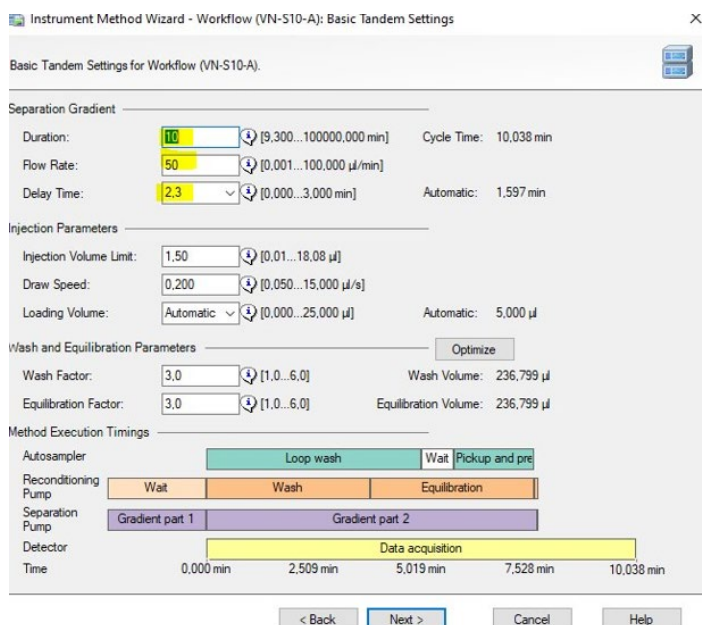 Instrument Method Wizard - Workflow (VN-S10-A): Basic Tandem Settings
Basic Tandem Settings for Workflow (VN-S10-A).
Separation Gradient
Duration: 10 [9,300...100000,000 min] Cycle Time: 10,038 min
Flow Rate: 50 [0,001...100,000 µl/min]
Delay Time: 2,3 [0,000...3,000 min] Automatic: 1,597 min
Injection Parameters
Injection Volume Limit: 1,50 [0,01...18,08 µl]
Draw Speed: 0,200 [0,050...15,000 µl/s]
Loading Volume: Automatic [0,000...25,000 µl] Automatic: 5,000 µl
Wash and Equilibration Parameters Optimize
Wash Factor: 3,0 [1,0...6,0] Wash Volume: 236,799 µl
Equilibration Factor: 3,0 [1,0...6,0] Equilibration Volume: 236,799 µl
Method Execution Timings
Autosampler Loop wash Wait Pickup and pre
Reconditioning Pump Wait Wash Equilibration
Separation Pump Gradient part 1 Gradient part 2
Detector Data acquisition
Time 0,000 min 2,509 min 5,019 min 7,528 min 10,038 min
< Back Next > Cancel Help